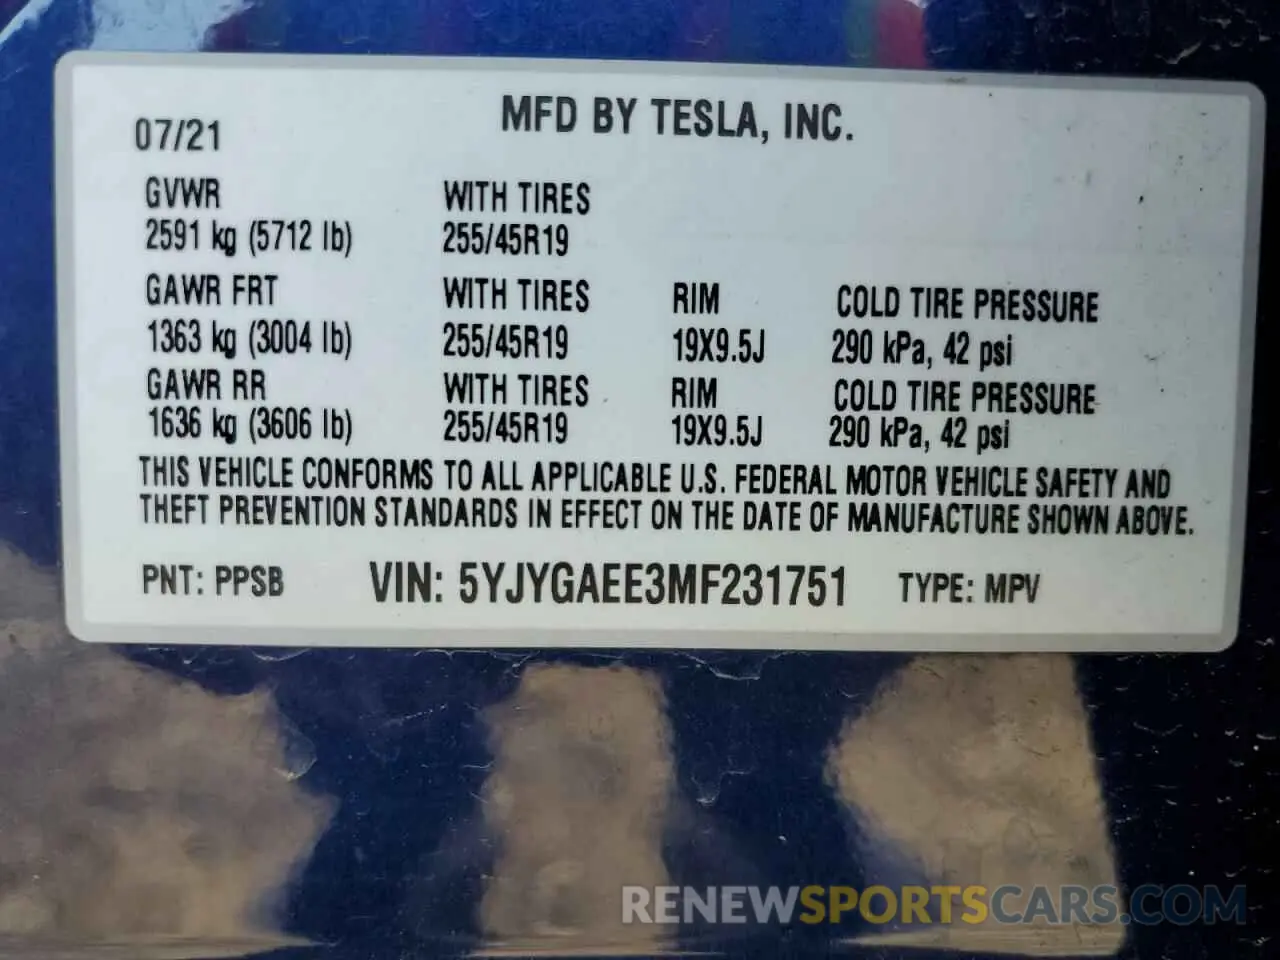 07/21 MFD BY TESLA, INC.
GVWR WITH TIRES
2591 kg (5712 lb) 255/45R19
GAWR FRT WITH TIRES RIM COLD TIRE PRESSURE
1363 kg (3004 lb) 255/45R19 19X9.5J 290 kPa, 42 psi
GAWR RR WITH TIRES RIM COLD TIRE PRESSURE
1636 kg (3606 lb) 255/45R19 19X9.5J 290 kPa, 42 psi
THIS VEHICLE CONFORMS TO ALL APPLICABLE U.S. FEDERAL MOTOR VEHICLE SAFETY AND
THEFT PREVENTION STANDARDS IN EFFECT ON THE DATE OF MANUFACTURE SHOWN ABOVE.
PNT: PPSB VIN: 5YJYGAEE3MF231751 TYPE: MPV
RENEWSPORTSCARS.COM